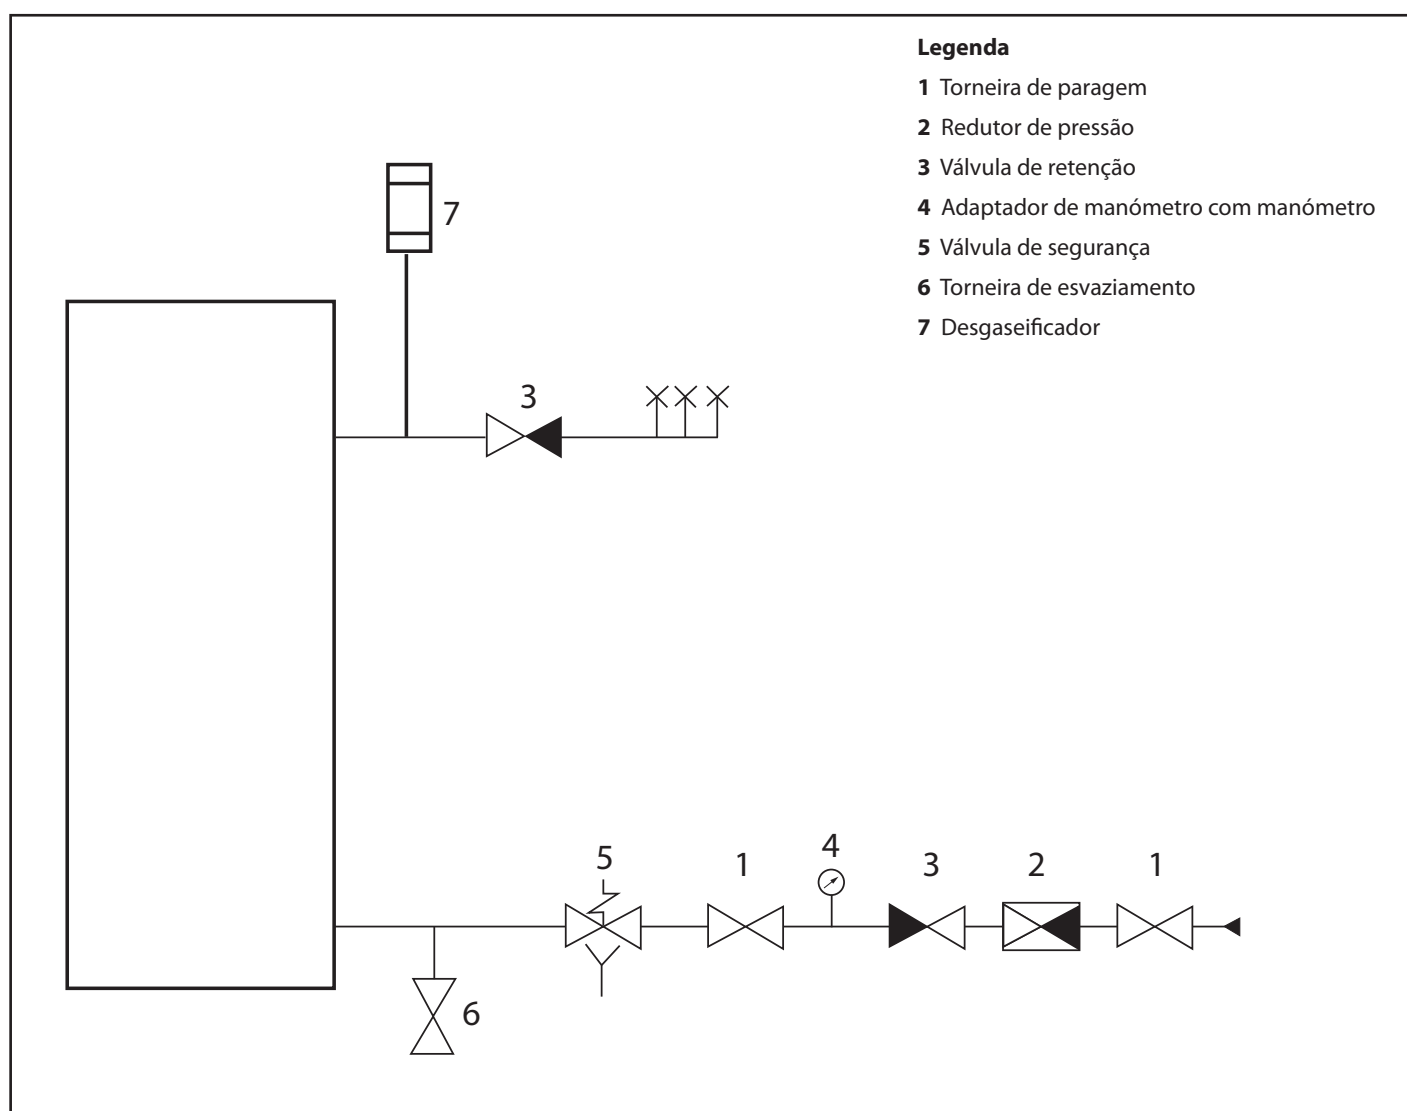 Legenda
1 Torneira de paragem
2 Redutor de pressão
3 Válvula de retenção
4 Adaptador de manómetro com manómetro
5 Válvula de segurança
6 Torneira de esvaziamento
7 Desgaseificador
7
3
5
1
4
3
2
1
6